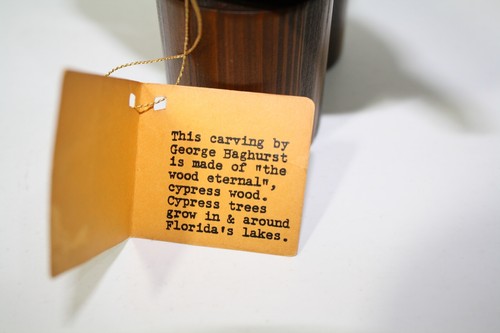 This carving by
George Baghurst
is made of "the
wood eternal",
cypress wood.
Cypress trees
grow in & around
Florida's lakes.